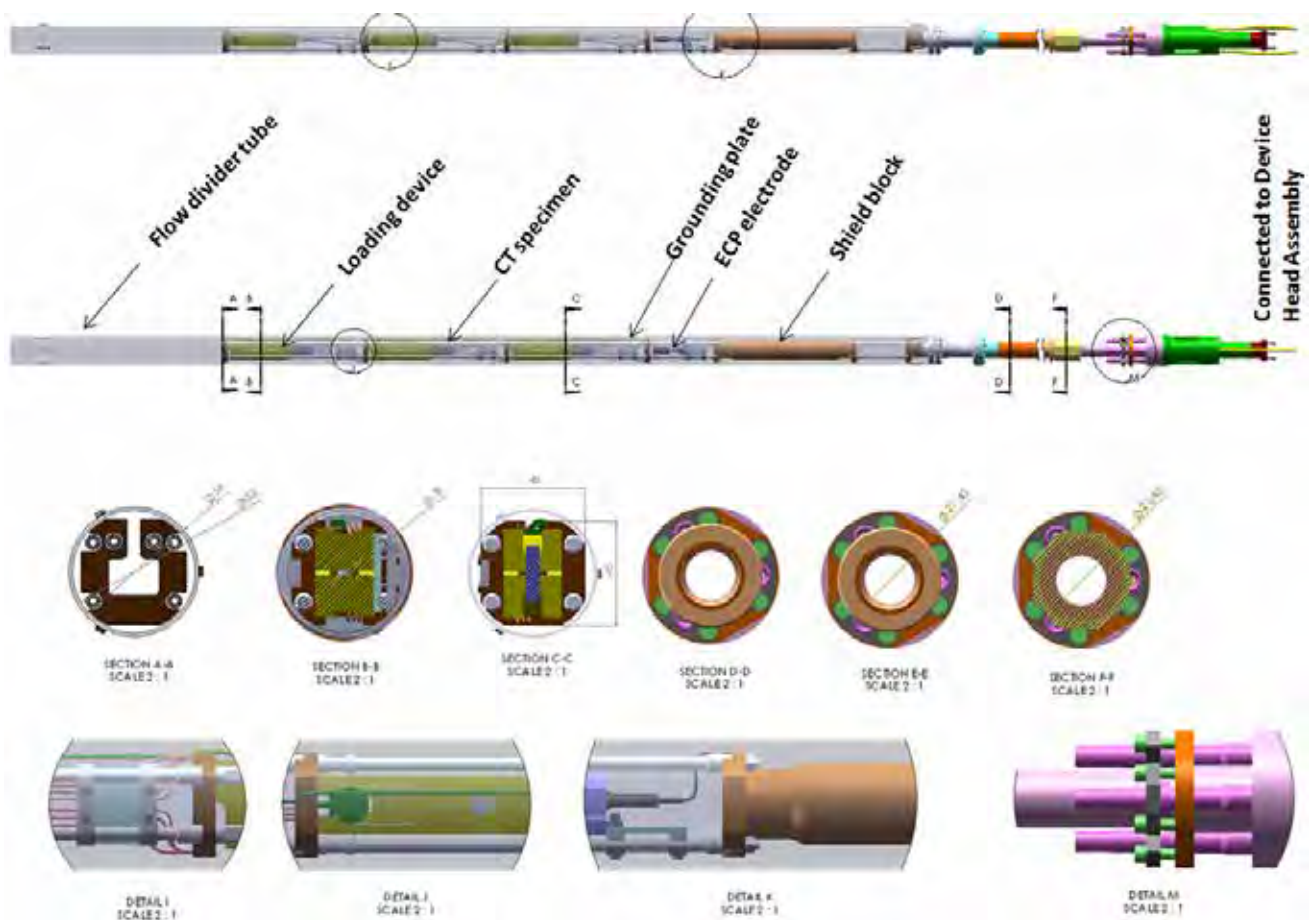 Flow divider tube
Loading device
CT specimen
Grounding plate
ECP electrode
Shield block
Connected to Device
Head Assembly
A B C D F
A B C D F
M
SECTION A-A
SCALE 2 : 1
SECTION B-B
SCALE 2 : 1
SECTION C-C
SCALE 2 : 1
SECTION D-D
SCALE 2 : 1
SECTION E-E
SCALE 2 : 1
SECTION F-F
SCALE 2 : 1
DETAIL I
SCALE 2 : 1
DETAIL J
SCALE 2 : 1
DETAIL K
SCALE 2 : 1
DETAIL M
SCALE 2 : 1